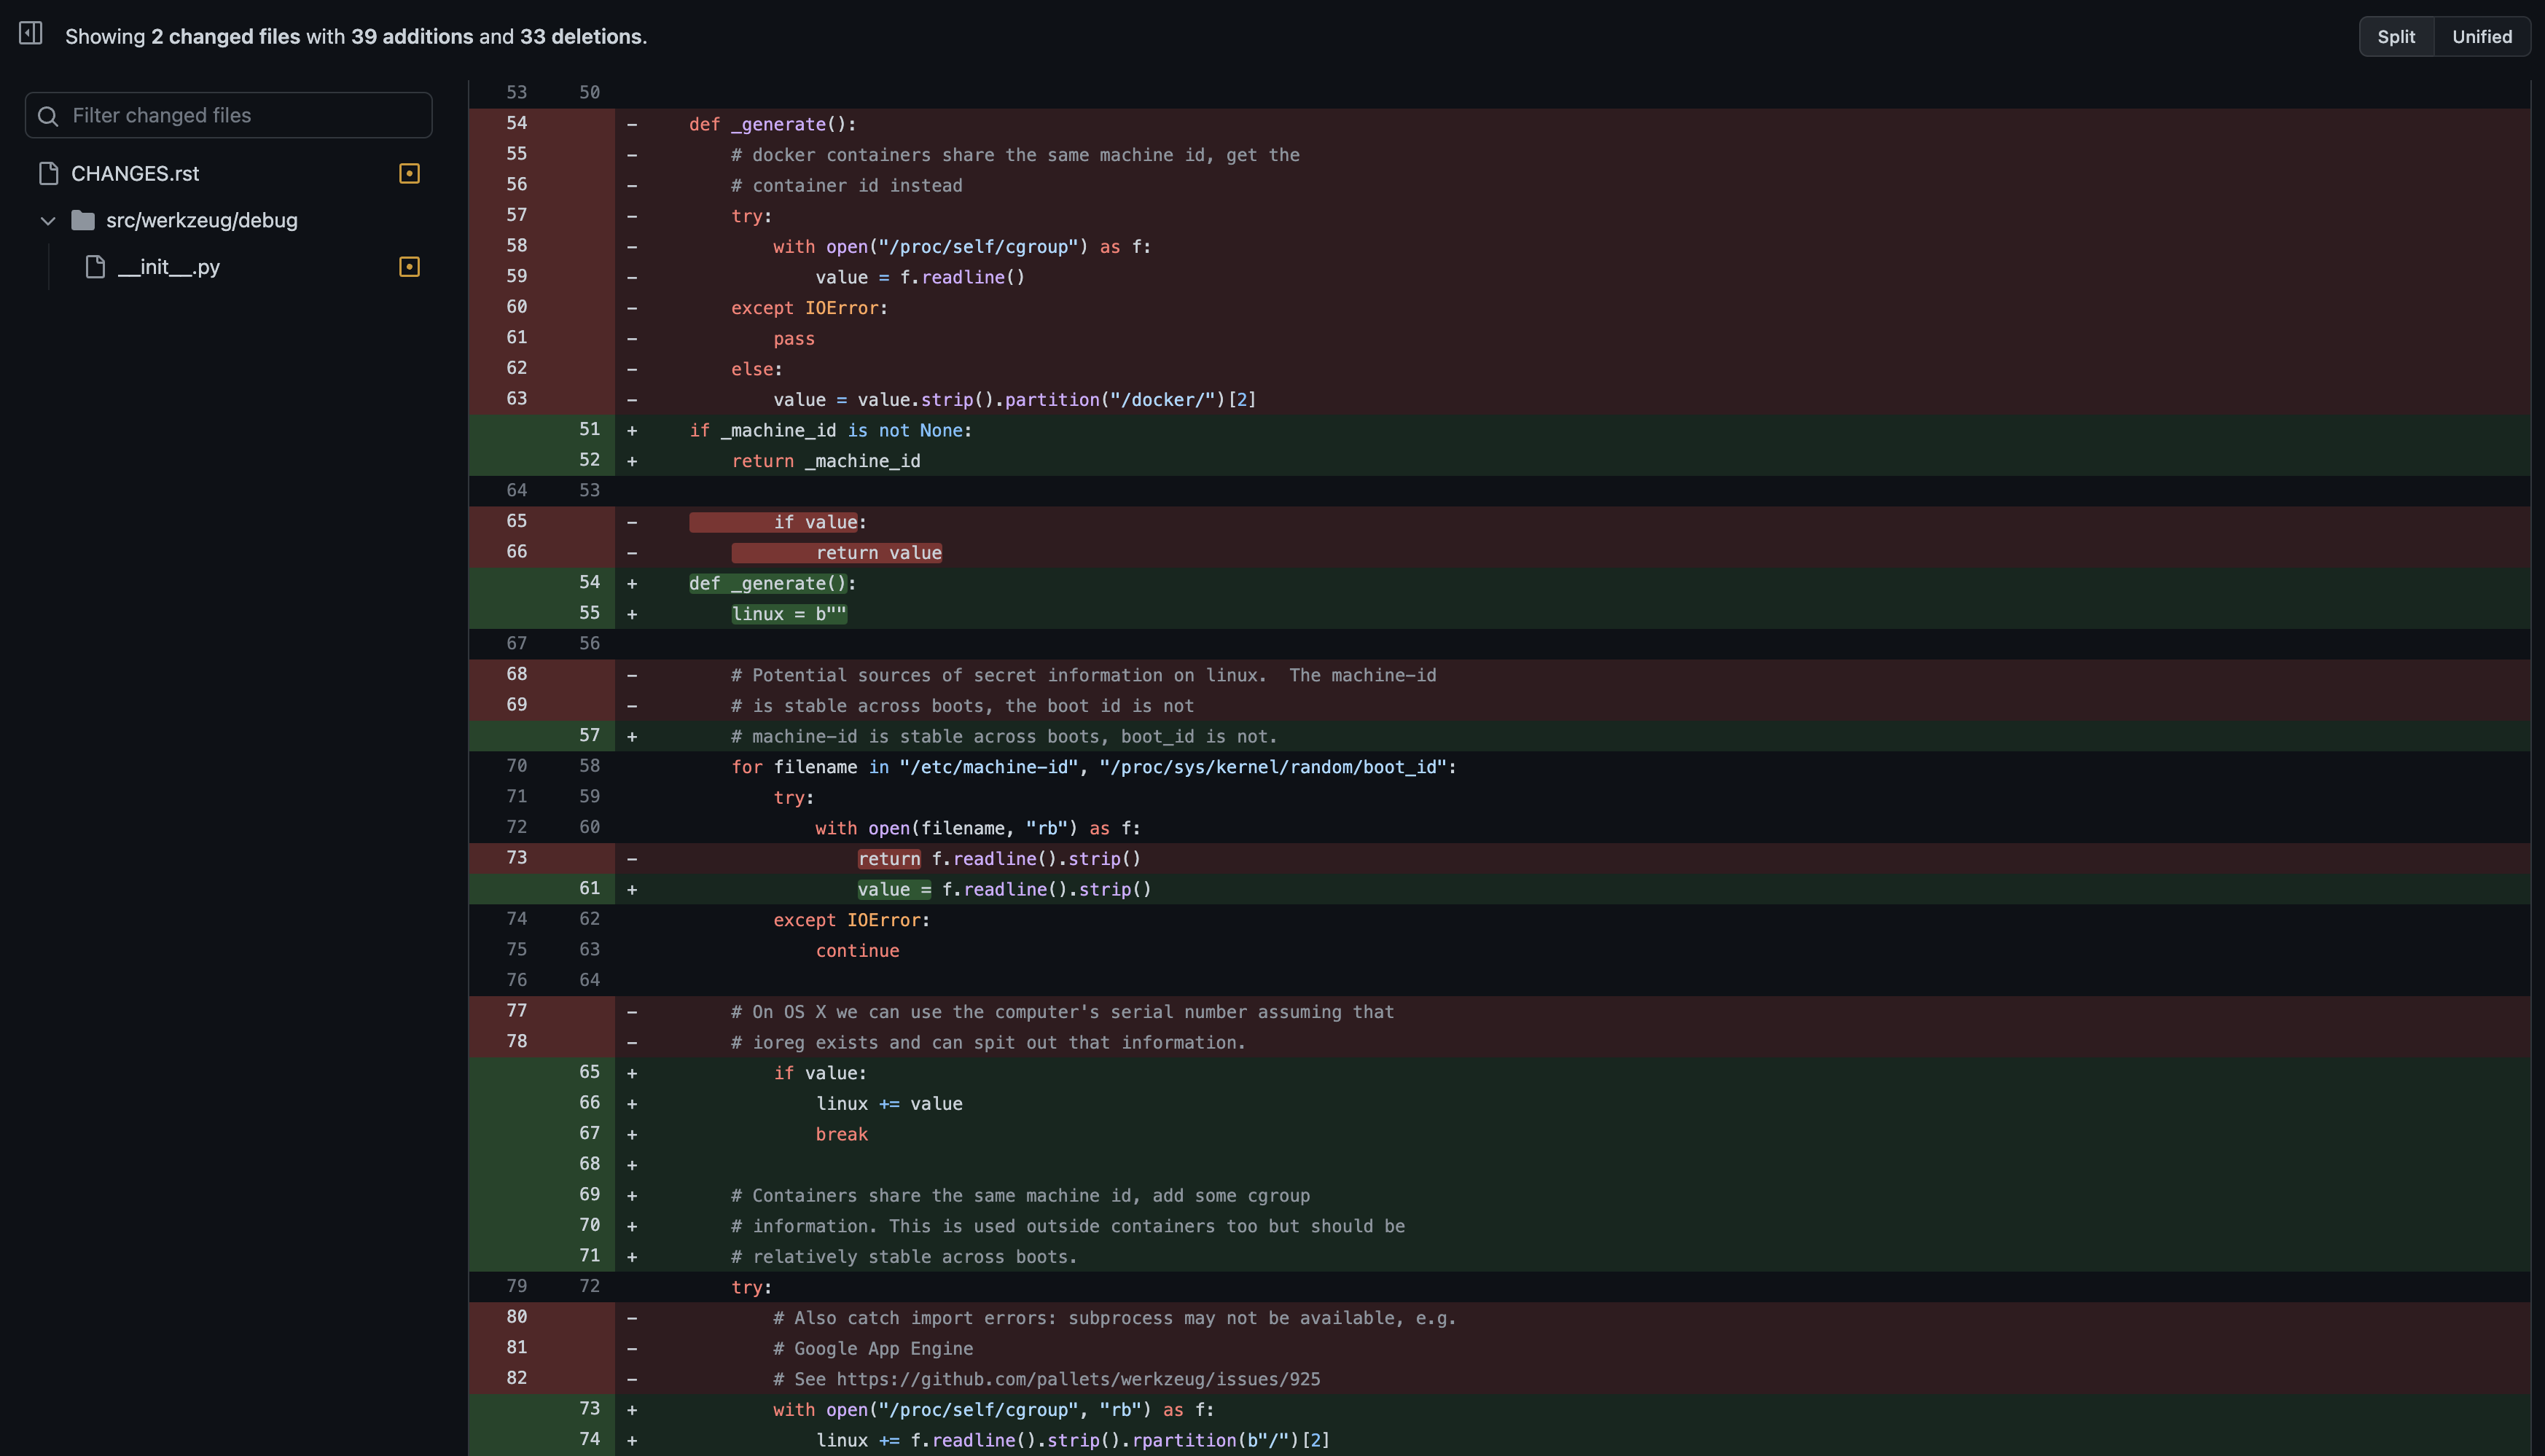 Showing 2 changed files with 39 additions and 33 deletions.
Split Unified
Filter changed files
CHANGES.rst
src/werkzeug/debug
__init__.py
53 50
54 - def _generate():
55 - # docker containers share the same machine id, get the
56 - # container id instead
57 - try:
58 - with open("/proc/self/cgroup") as f:
59 - value = f.readline()
60 - except IOError:
61 - pass
62 - else:
63 - value = value.strip().partition("/docker/")[2]
51 + if _machine_id is not None:
52 + return _machine_id
64 53
65 - if value:
66 - return value
54 + def _generate():
55 + linux = b""
67 56
68 - # Potential sources of secret information on linux.  The machine-id
69 - # is stable across boots, the boot id is not
57 + # machine-id is stable across boots, boot_id is not.
70 58 for filename in "/etc/machine-id", "/proc/sys/kernel/random/boot_id":
71 59 try:
72 60 with open(filename, "rb") as f:
73 - return f.readline().strip()
61 + value = f.readline().strip()
74 62 except IOError:
75 63 continue
76 64
77 - # On OS X we can use the computer's serial number assuming that
78 - # ioreg exists and can spit out that information.
65 + if value:
66 + linux += value
67 + break
68 +
69 + # Containers share the same machine id, add some cgroup
70 + # information. This is used outside containers too but should be
71 + # relatively stable across boots.
79 72 try:
80 - # Also catch import errors: subprocess may not be available, e.g.
81 - # Google App Engine
82 - # See https://github.com/pallets/werkzeug/issues/925
73 + with open("/proc/self/cgroup", "rb") as f:
74 + linux += f.readline().strip().rpartition(b"/")[2]